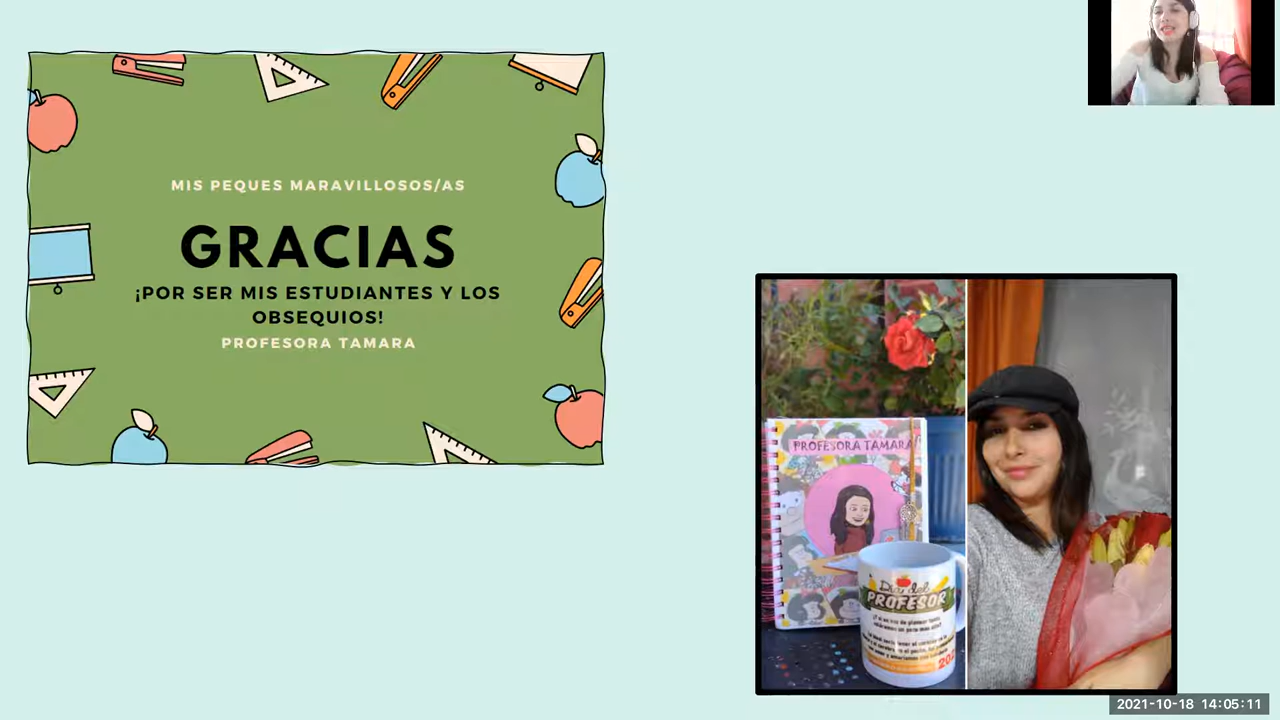 MIS PEQUES MARAVILLOSOS/AS
GRACIAS
¡POR SER MIS ESTUDIANTES Y LOS
OBSEQUIOS!
PROFESORA TAMARA
PROFESORA TAMARA
Día del
PROFESOR
2021-10-18 14:05:11